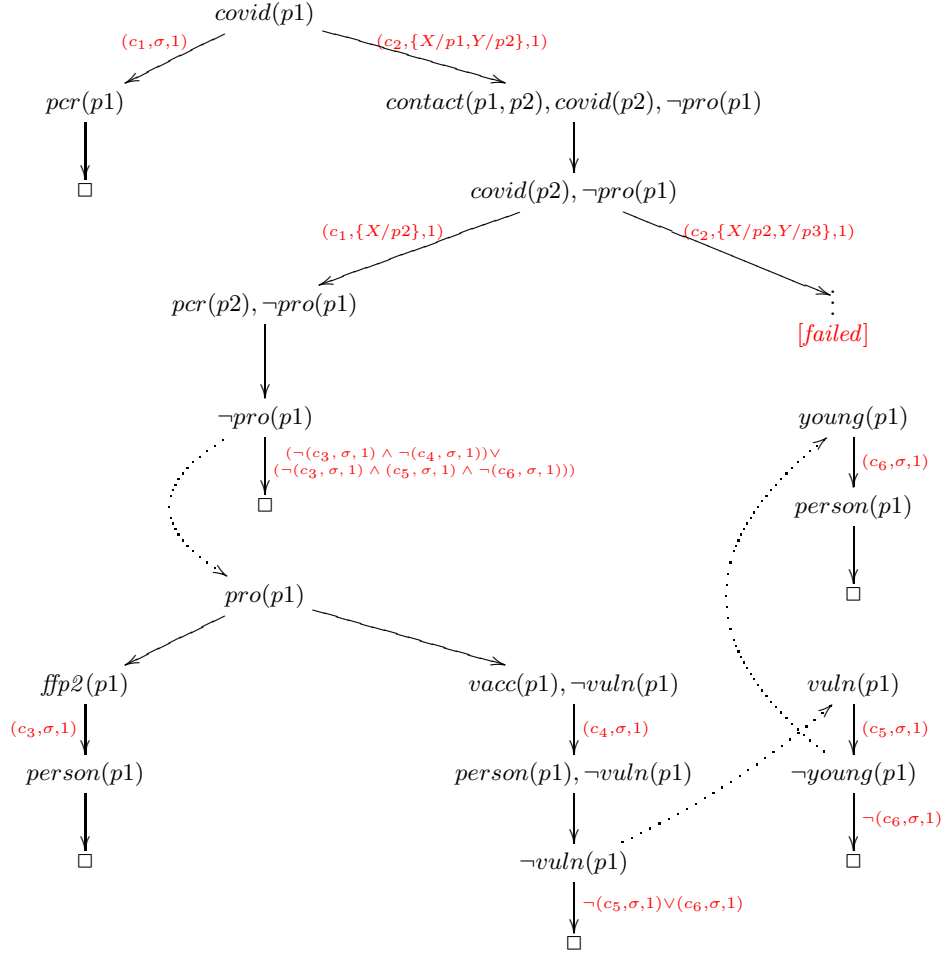 covid(p1)
(c₁,σ,1)
(c₂,{X/p1,Y/p2},1)
pcr(p1)
contact(p1, p2), covid(p2), ¬pro(p1)
□
covid(p2), ¬pro(p1)
(c₁,{X/p2},1)
(c₂,{X/p2,Y/p3},1)
pcr(p2), ¬pro(p1)
⋮
[failed]
¬pro(p1)
young(p1)
(¬(c₃, σ, 1) ∧ ¬(c₄, σ, 1))∨
(¬(c₃, σ, 1) ∧ (c₅, σ, 1) ∧ ¬(c₆, σ, 1)))
(c₆,σ,1)
□
person(p1)
□
pro(p1)
ffp2(p1)
vacc(p1), ¬vuln(p1)
vuln(p1)
(c₃,σ,1)
(c₄,σ,1)
(c₅,σ,1)
person(p1)
person(p1), ¬vuln(p1)
¬young(p1)
¬(c₆,σ,1)
□
¬vuln(p1)
□
¬(c₅,σ,1)∨(c₆,σ,1)
□